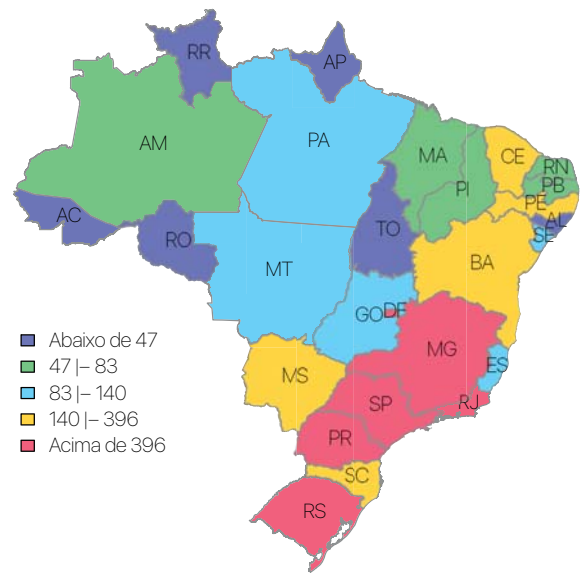 RR
AP
AM
PA
MA
CE
RN
PB
PI
PE
AL
SE
AC
RO
TO
BA
MT
GO
DF
MG
ES
MS
SP
RJ
PR
SC
RS
Abaixo de 47
47 |– 83
83 |– 140
140 |– 396
Acima de 396